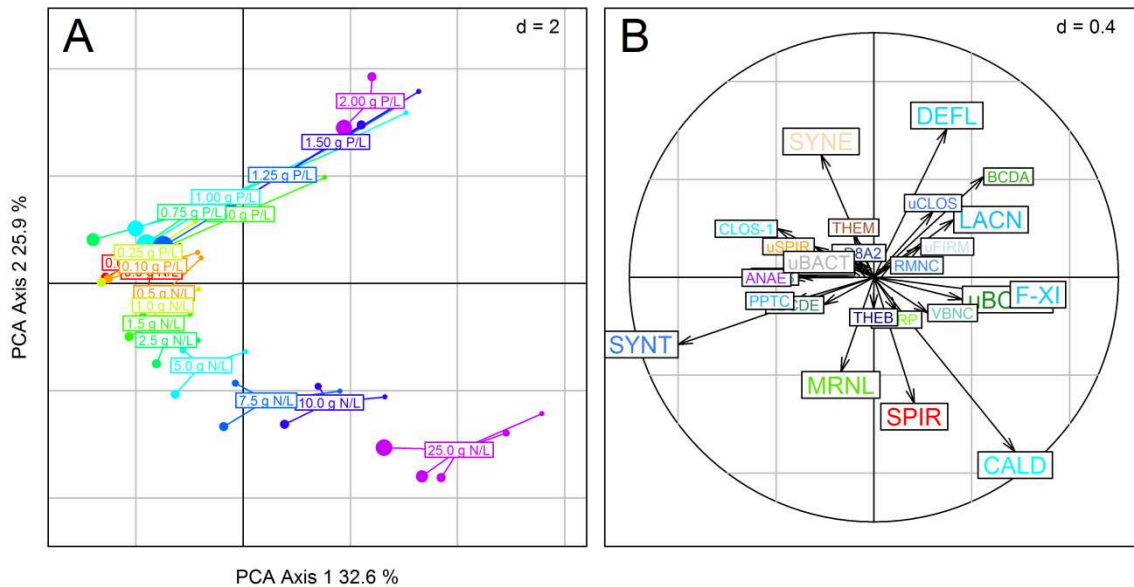 A
d = 2
2.00 g P/L
1.50 g P/L
1.25 g P/L
1.00 g P/L
0.75 g P/L
0 g P/L
0.25 g P/L
0.10 g P/L
0.5 g N/L
1.0 g N/L
1.5 g N/L
2.5 g N/L
5.0 g N/L
7.5 g N/L
10.0 g N/L
25.0 g N/L
PCA Axis 2 25.9 %
PCA Axis 1 32.6 %
B
d = 0.4
DEFL
SYNE
BCDA
uCLOS
LACN
CLOS-1
THEM
uSPIR
uFIRM
uBACT
RMNC
ANAE
F-XI
PPTC
VBNC
THEB
SYNT
MRNL
SPIR
CALD